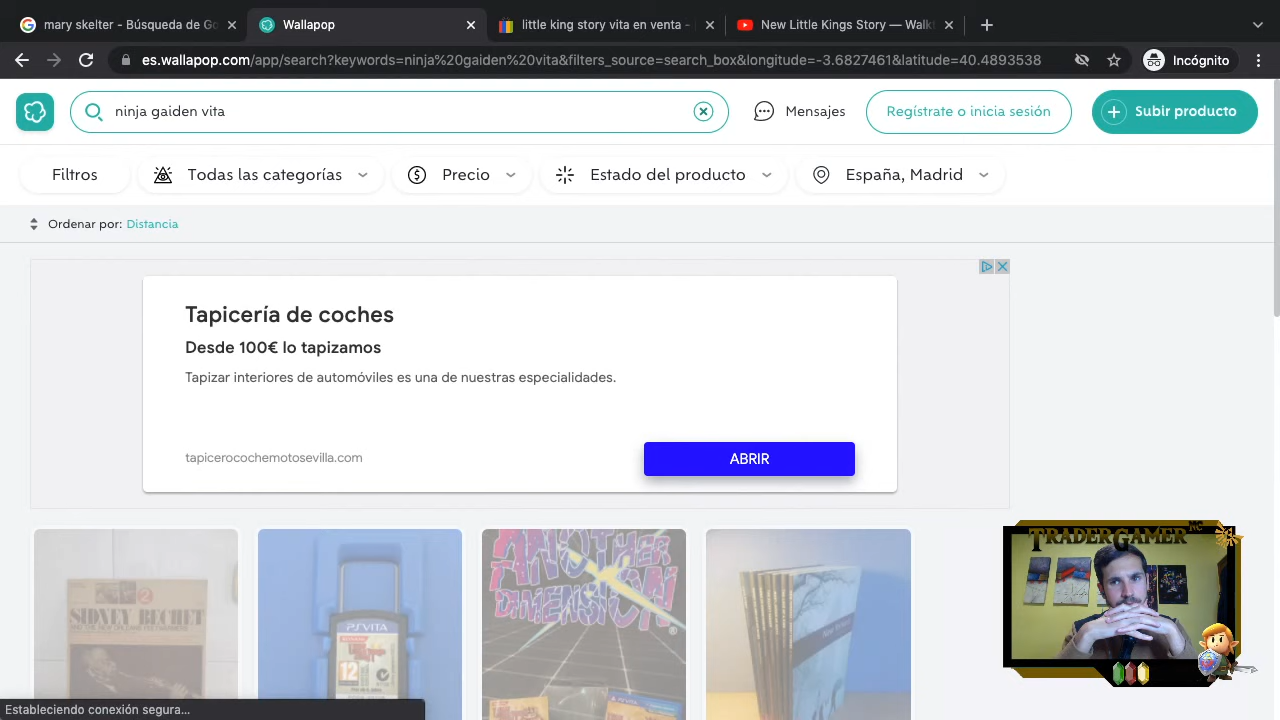 mary skelter - Búsqueda de Go
Wallapop
little king story vita en venta -
New Little Kings Story — Walk
es.wallapop.com/app/search?keywords=ninja%20gaiden%20vita&filters_source=search_box&longitude=-3.6827461&latitude=40.4893538
Incógnito
ninja gaiden vita
Mensajes
Regístrate o inicia sesión
Subir producto
Filtros
Todas las categorías
Precio
Estado del producto
España, Madrid
Ordenar por: Distancia
Tapicería de coches
Desde 100€ lo tapizamos
Tapizar interiores de automóviles es una de nuestras especialidades.
tapicerocochemotosevilla.com
ABRIR
SIDNEY BECHET
PSVITA
12
ANOTHER
DIMENSION
TRADERGAMER MC
Estableciendo conexión segura...